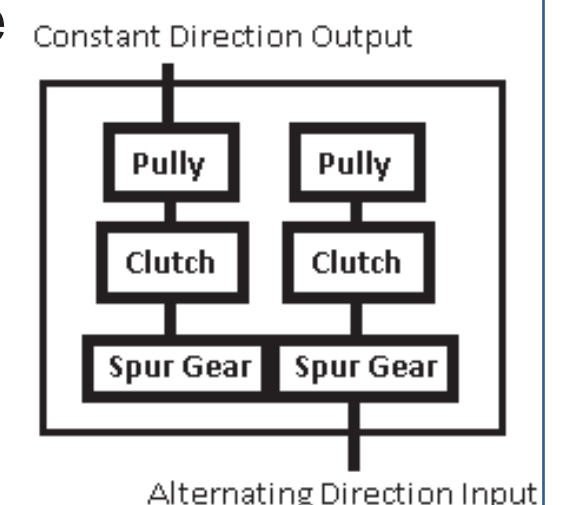 e
Constant Direction Output
Pully Pully
Clutch Clutch
Spur Gear Spur Gear
Alternating Direction Input